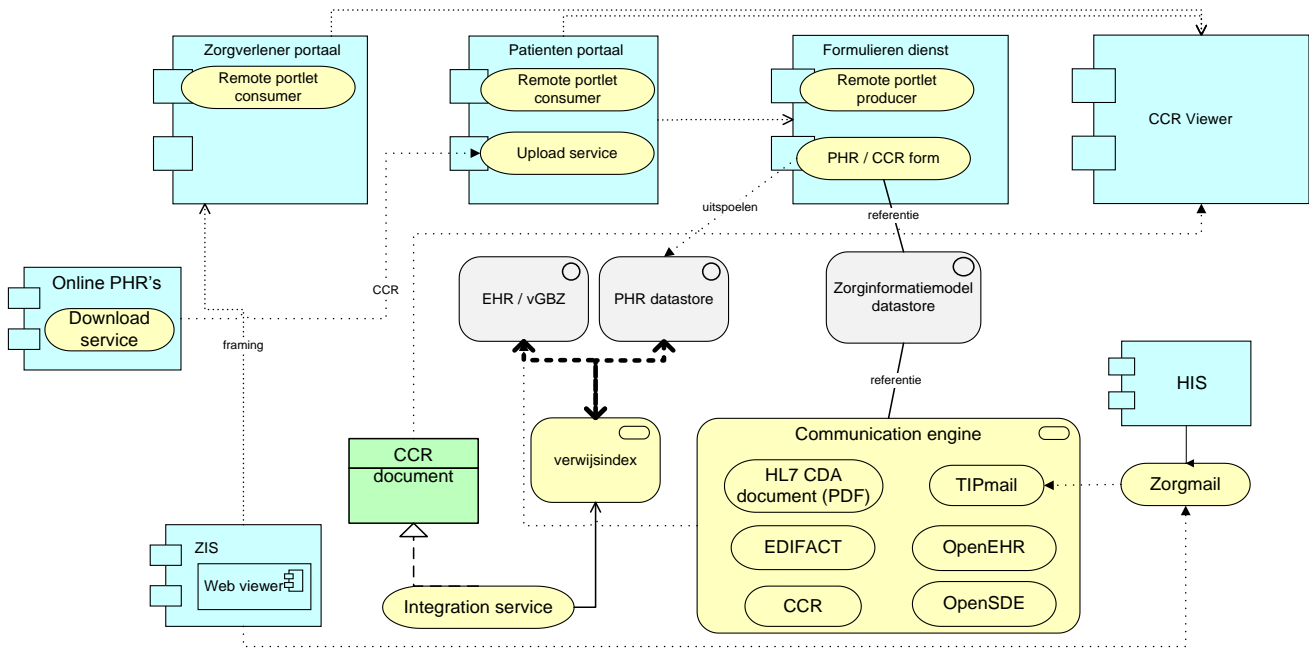 Zorgverlener portaal
Remote portlet
consumer
Patienten portaal
Remote portlet
consumer
Upload service
Formulieren dienst
Remote portlet
producer
PHR / CCR form
CCR Viewer
uitspoelen
referentie
Online PHR's
Download
service
CCR
framing
EHR / vGBZ
PHR datastore
Zorginformatiemodel
datastore
referentie
HIS
CCR
document
verwijsindex
Communication engine
HL7 CDA
document (PDF)
TIPmail
EDIFACT
OpenEHR
CCR
OpenSDE
Zorgmail
ZIS
Web viewer
Integration service